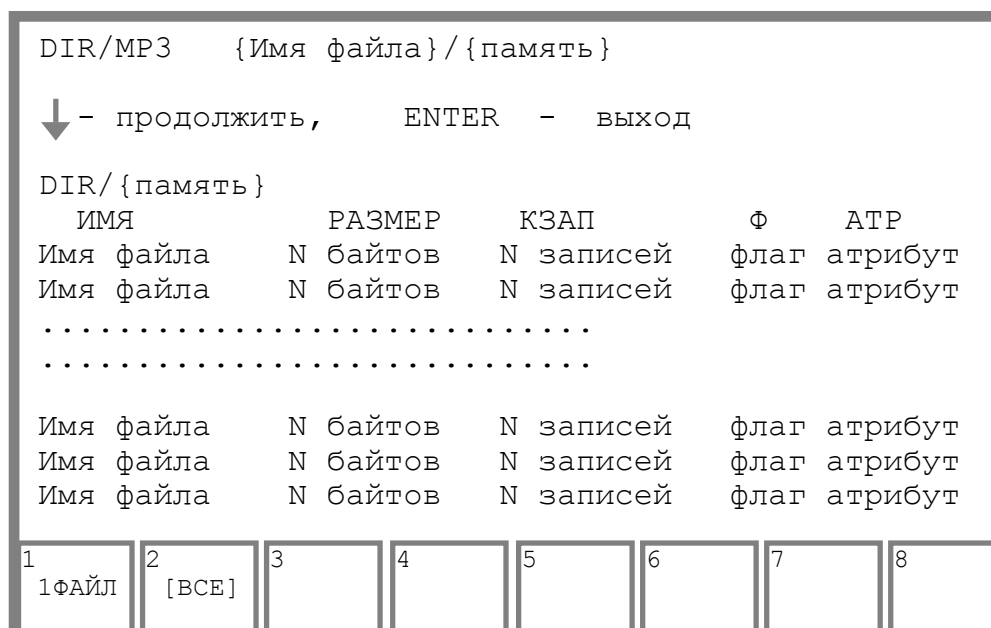 DIR/MP3 {Имя файла}/{память}
- продолжить, ENTER - выход
DIR/{память}
ИМЯ РАЗМЕР КЗАП Ф АТР
Имя файла N байтов N записей флаг атрибут
Имя файла N байтов N записей флаг атрибут
.............................
.............................
Имя файла N байтов N записей флаг атрибут
Имя файла N байтов N записей флаг атрибут
Имя файла N байтов N записей флаг атрибут
1 2 3 4 5 6 7 8
1ФАЙЛ [ВСЕ]